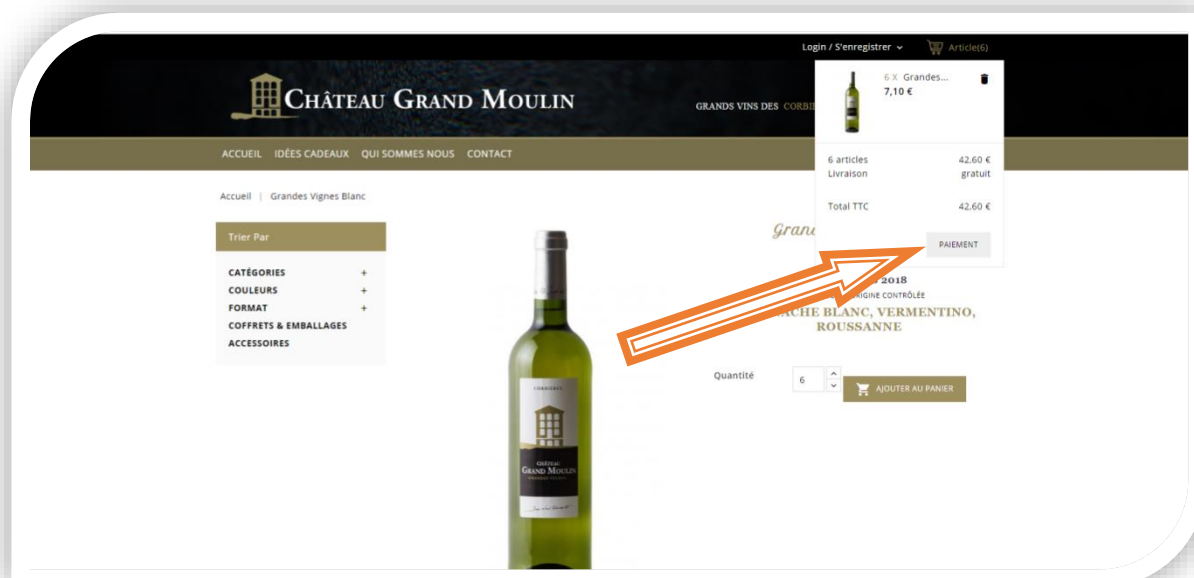 Login / S'enregistrer
Article(6)
CHÂTEAU GRAND MOULIN
GRANDS VINS DES
6 X Grandes...
7,10 €
ACCUEIL IDÉES CADEAUX QUI SOMMES NOUS CONTACT
6 articles 42,60 €
Livraison gratuit
Total TTC 42,60 €
PAIEMENT
Accueil | Grandes Vignes Blanc
Trier Par
CATÉGORIES +
COULEURS +
FORMAT +
COFFRETS & EMBALLAGES
ACCESSOIRES
2018
CONTRÔLÉE
BLANC, VERMENTINO,
ROUSSANNE
Quantité 6 AJOUTER AU PANIER
CORBIÈRES
CHÂTEAU
GRAND MOULIN